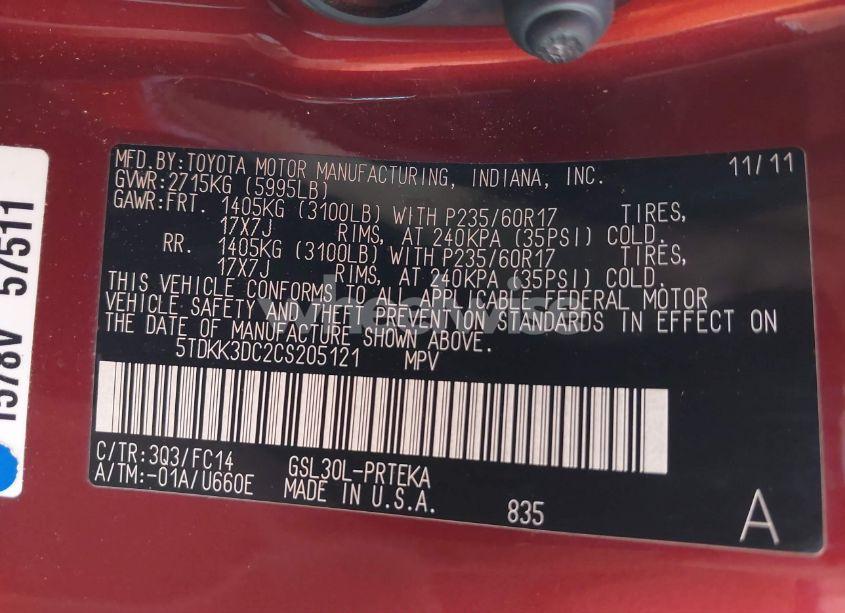 MFD.BY:TOYOTA MOTOR MANUFACTURING, INDIANA, INC. 11/11
GVWR:2715KG (5995LB)
GAWR:FRT. 1405KG (3100LB) WITH P235/60R17 TIRES,
17X7J RIMS, AT 240KPA (35PSI) COLD.
RR. 1405KG (3100LB) WITH P235/60R17 TIRES,
17X7J RIMS, AT 240KPA (35PSI) COLD.
THIS VEHICLE CONFORMS TO ALL APPLICABLE FEDERAL MOTOR
VEHICLE SAFETY AND THEFT PREVENTION STANDARDS IN EFFECT ON
THE DATE OF MANUFACTURE SHOWN ABOVE.
5TDKK3DC2CS205121 MPV
C/TR:3Q3/FC14 GSL30L-PRTEKA
A/TM:-01A/U660E MADE IN U.S.A. 835 A
57511